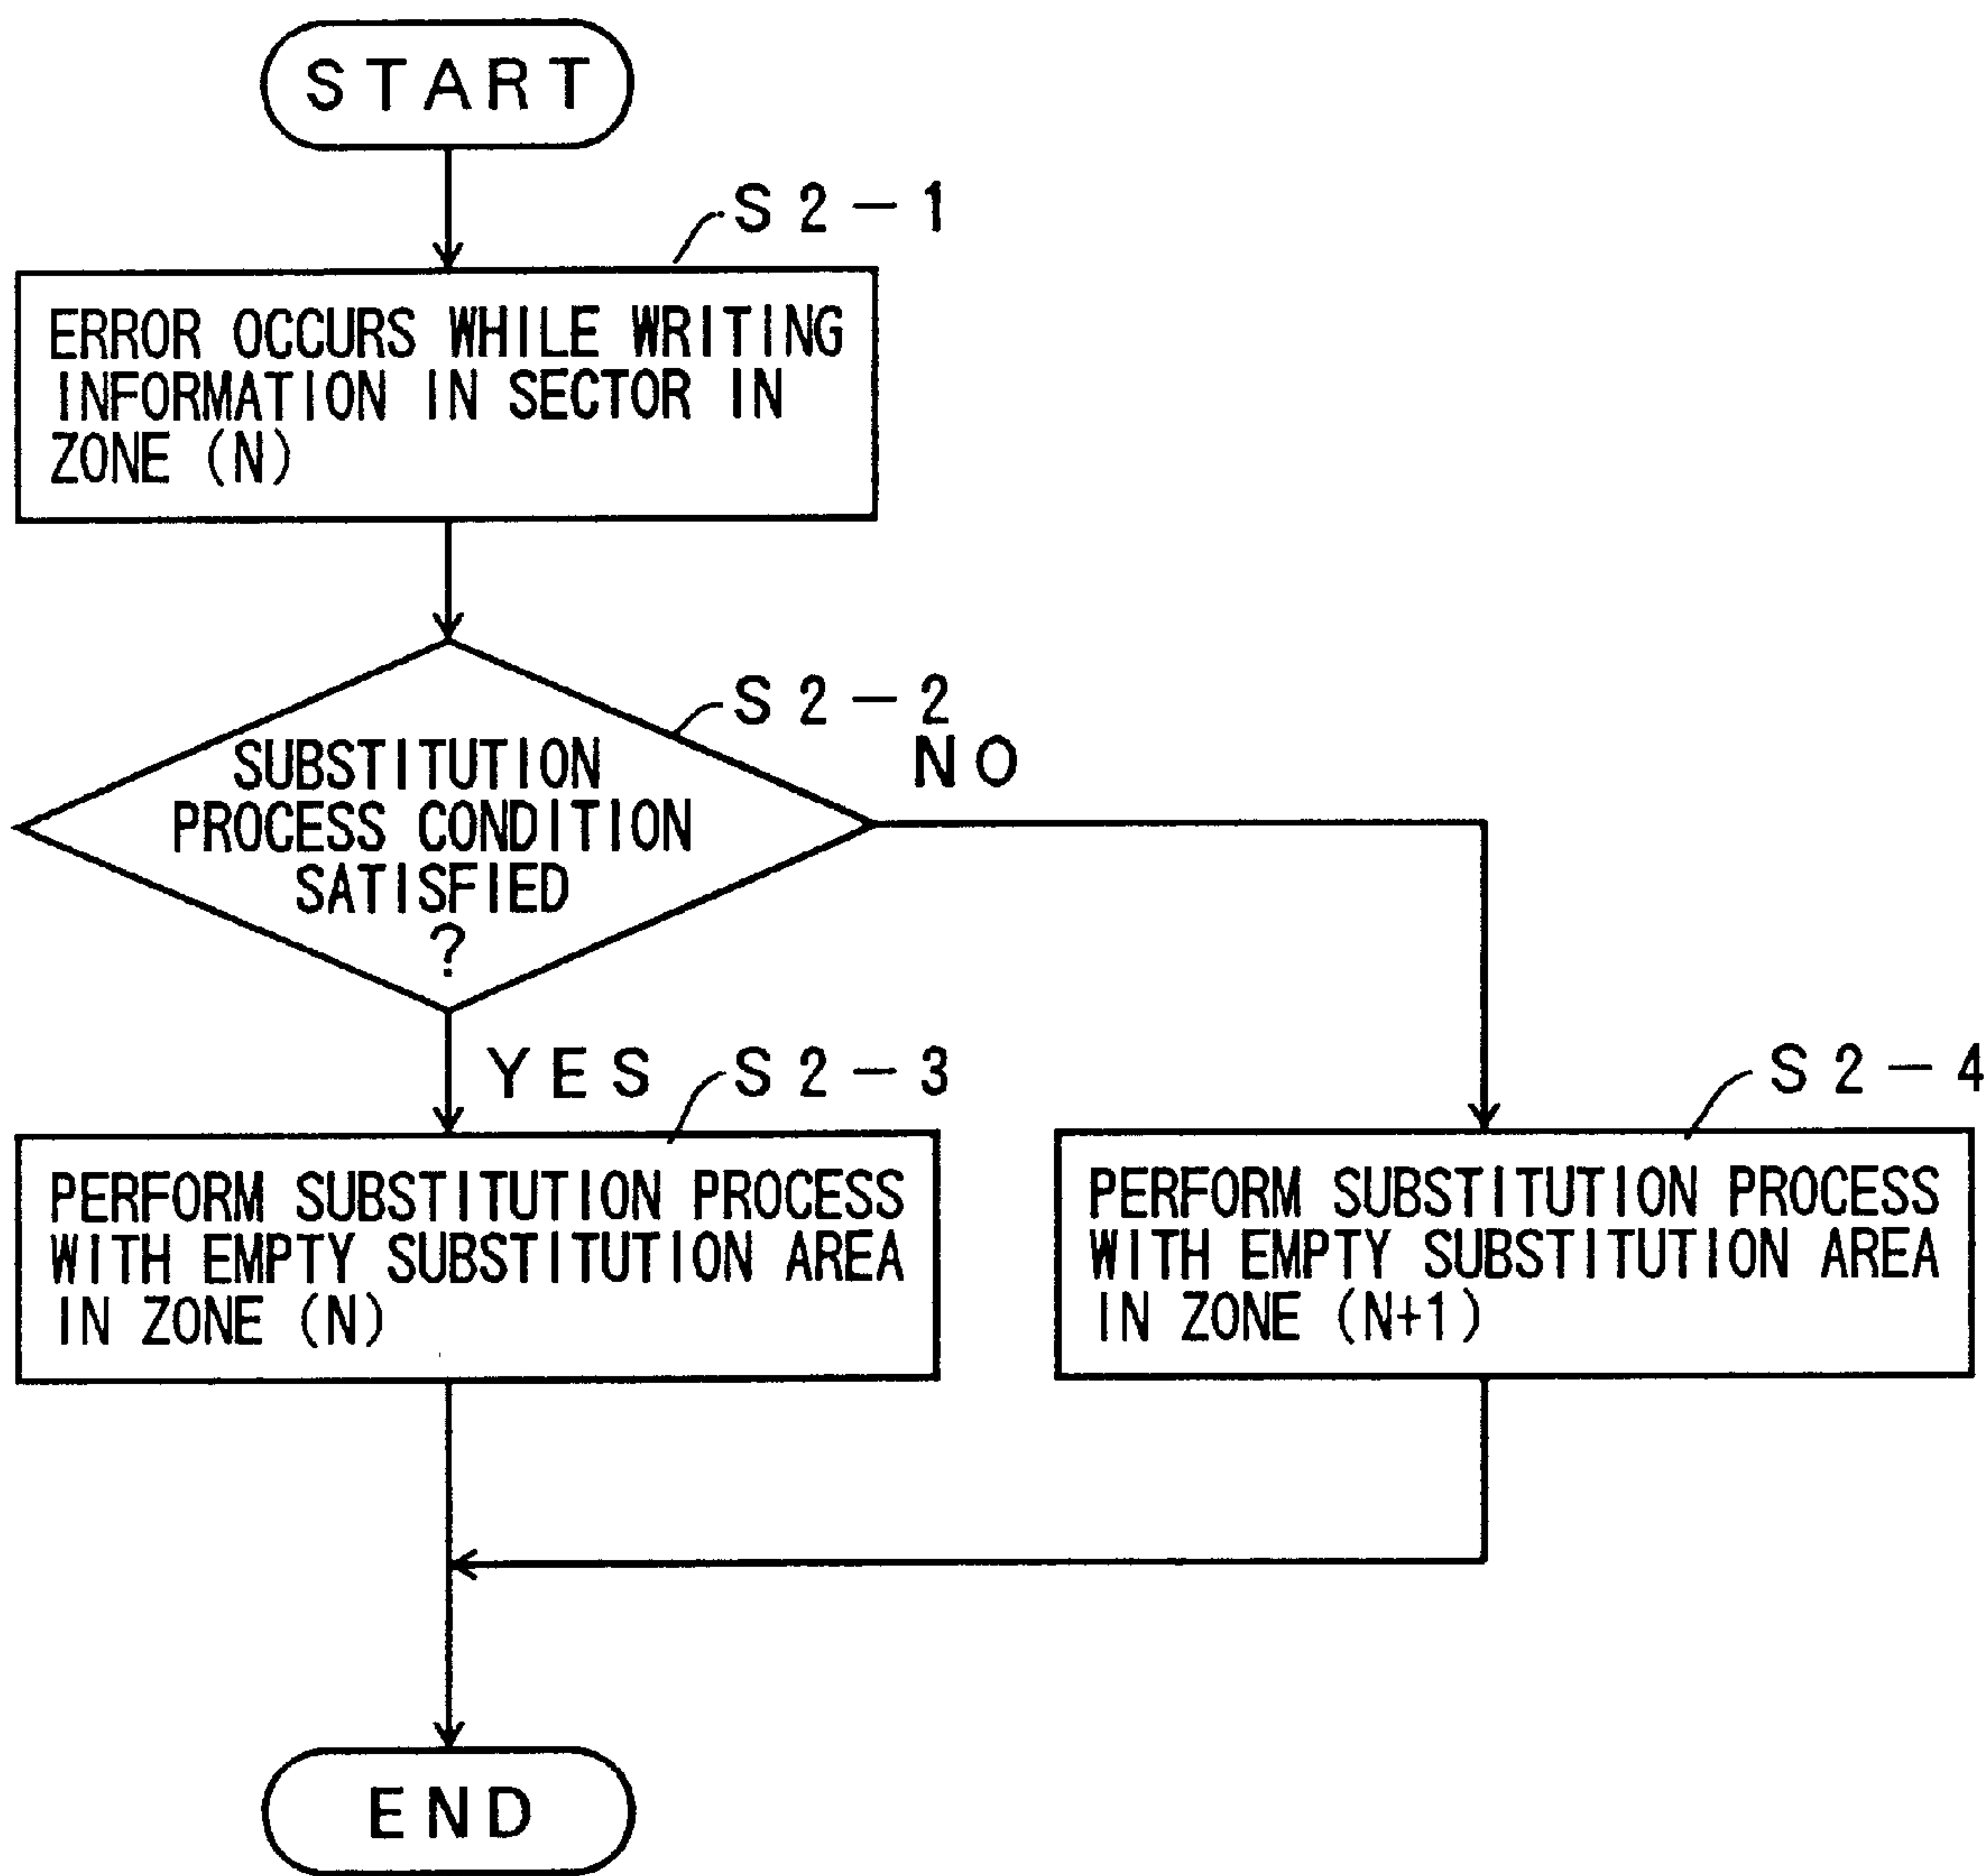 START
S2-1
ERROR OCCURS WHILE WRITING
INFORMATION IN SECTOR IN
ZONE (N)
S2-2
NO
SUBSTITUTION
PROCESS CONDITION
SATISFIED
?
YES
S2-3
S2-4
PERFORM SUBSTITUTION PROCESS
WITH EMPTY SUBSTITUTION AREA
IN ZONE (N)
PERFORM SUBSTITUTION PROCESS
WITH EMPTY SUBSTITUTION AREA
IN ZONE (N+1)
END